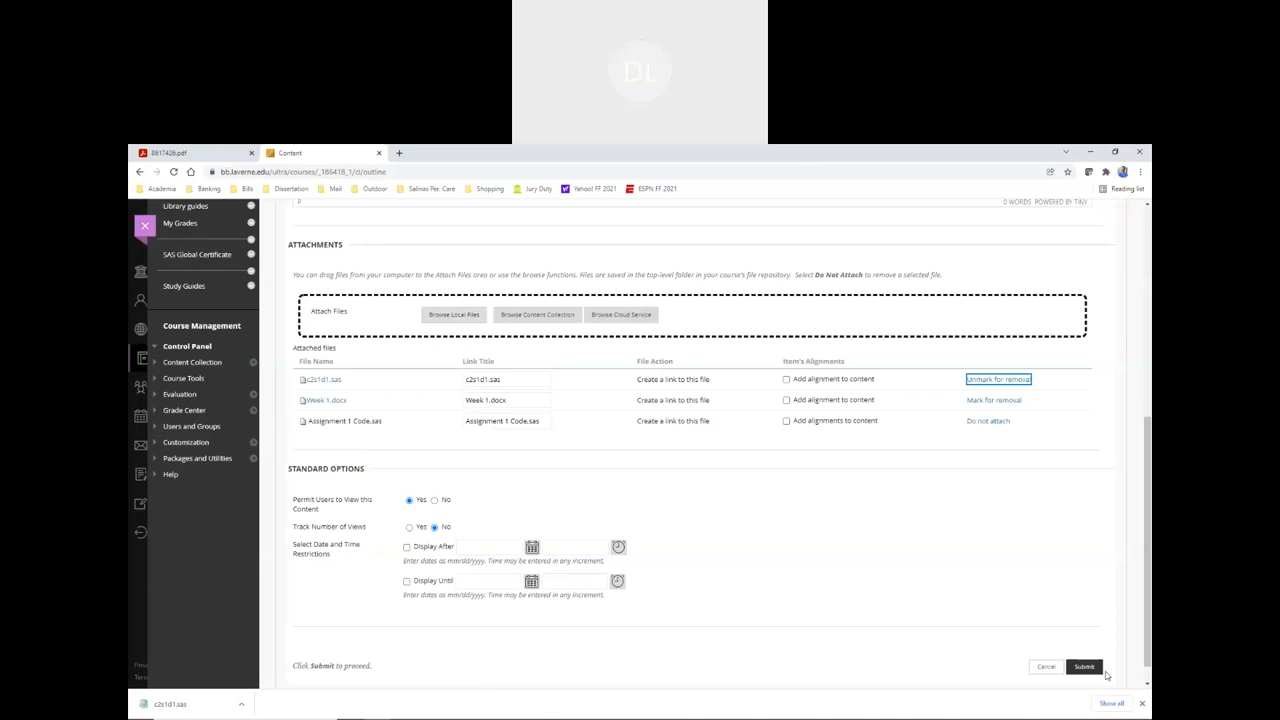 DL
8617426.pdf
Content
bb.laverne.edu/ultra/courses/_186418_1/cl/outline
Academia Banking Bills Dissertation Mail Outdoor Salinas Per. Care Shopping Jury Duty Yahoo! FF 2021 ESPN FF 2021 Reading list
Library guides
My Grades
SAS Global Certificate
Study Guides
Course Management
Control Panel
Content Collection
Course Tools
Evaluation
Grade Center
Users and Groups
Customization
Packages and Utilities
Help
P 0 WORDS POWERED BY TINY
ATTACHMENTS
You can drag files from your computer to the Attach Files area or use the browse functions. Files are saved in the top-level folder in your course's file repository. Select Do Not Attach to remove a selected file.
Attach Files Browse Local Files Browse Content Collection Browse Cloud Service
Attached files
File Name Link Title File Action Item's Alignments
c2s1d1.sas c2s1d1.sas Create a link to this file Add alignment to content Unmark for removal
Week 1.docx Week 1.docx Create a link to this file Add alignment to content Mark for removal
Assignment 1 Code.sas Assignment 1 Code.sas Create a link to this file Add alignments to content Do not attach
STANDARD OPTIONS
Permit Users to View this Content Yes No
Track Number of Views Yes No
Select Date and Time Restrictions Display After
Enter dates as mm/dd/yyyy. Time may be entered in any increment.
Display Until
Enter dates as mm/dd/yyyy. Time may be entered in any increment.
Click Submit to proceed. Cancel Submit
c2s1d1.sas Show all